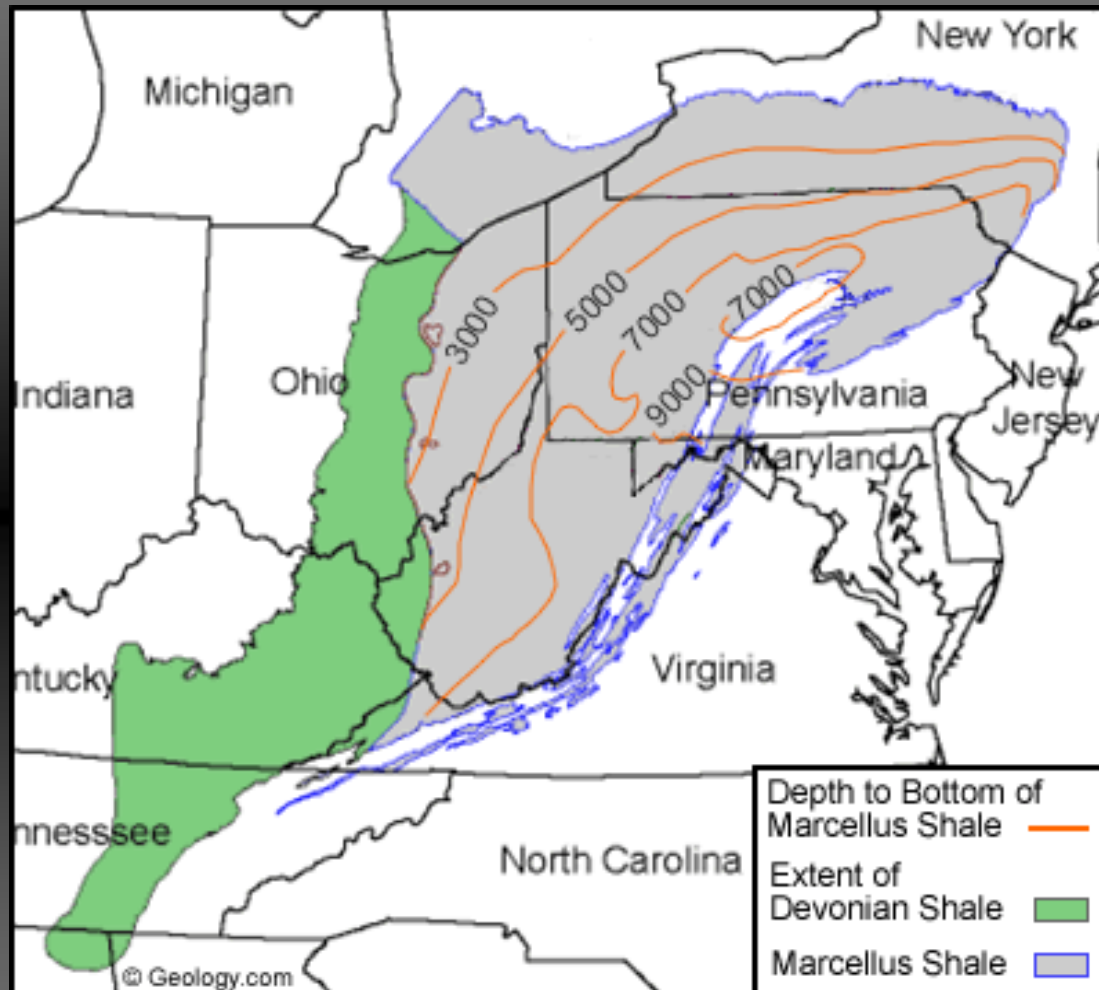 New York
Michigan
3000
5000
7000
7000
9000
Ohio
Indiana
Pennsylvania
New
Jersey
Maryland
ntucky
Virginia
nnesssee
North Carolina
Depth to Bottom of
Marcellus Shale
Extent of
Devonian Shale
Marcellus Shale
© Geology.com